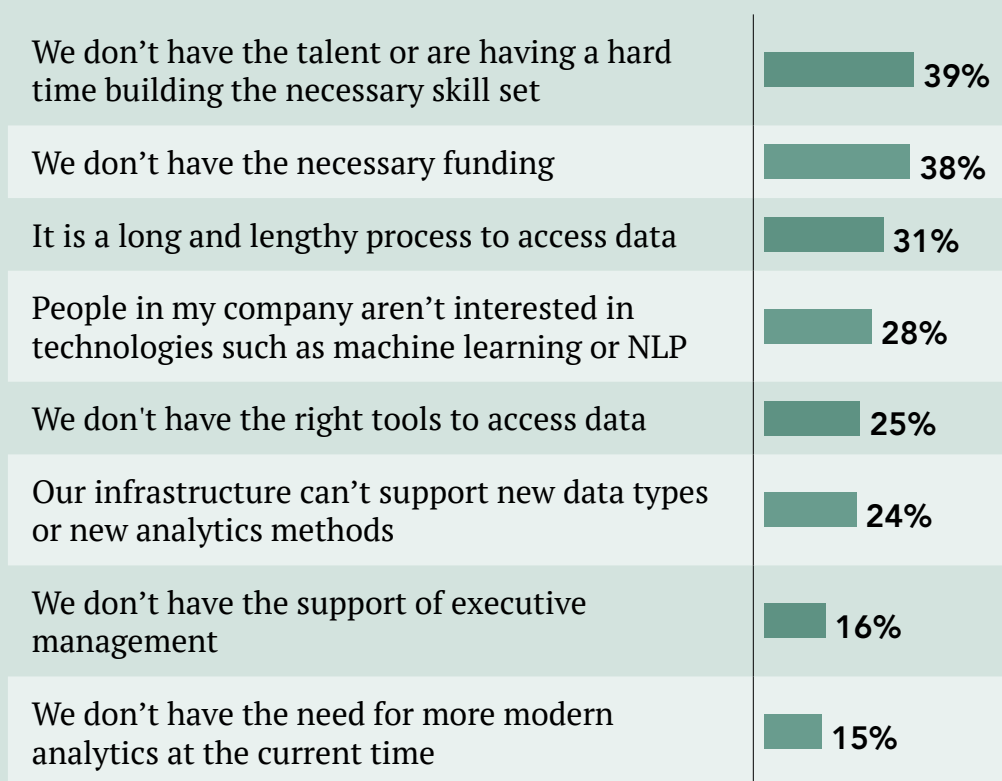 We don’t have the talent or are having a hard
time building the necessary skill set
39%
We don’t have the necessary funding
38%
It is a long and lengthy process to access data
31%
People in my company aren’t interested in
technologies such as machine learning or NLP
28%
We don't have the right tools to access data
25%
Our infrastructure can’t support new data types
or new analytics methods
24%
We don’t have the support of executive
management
16%
We don’t have the need for more modern
analytics at the current time
15%